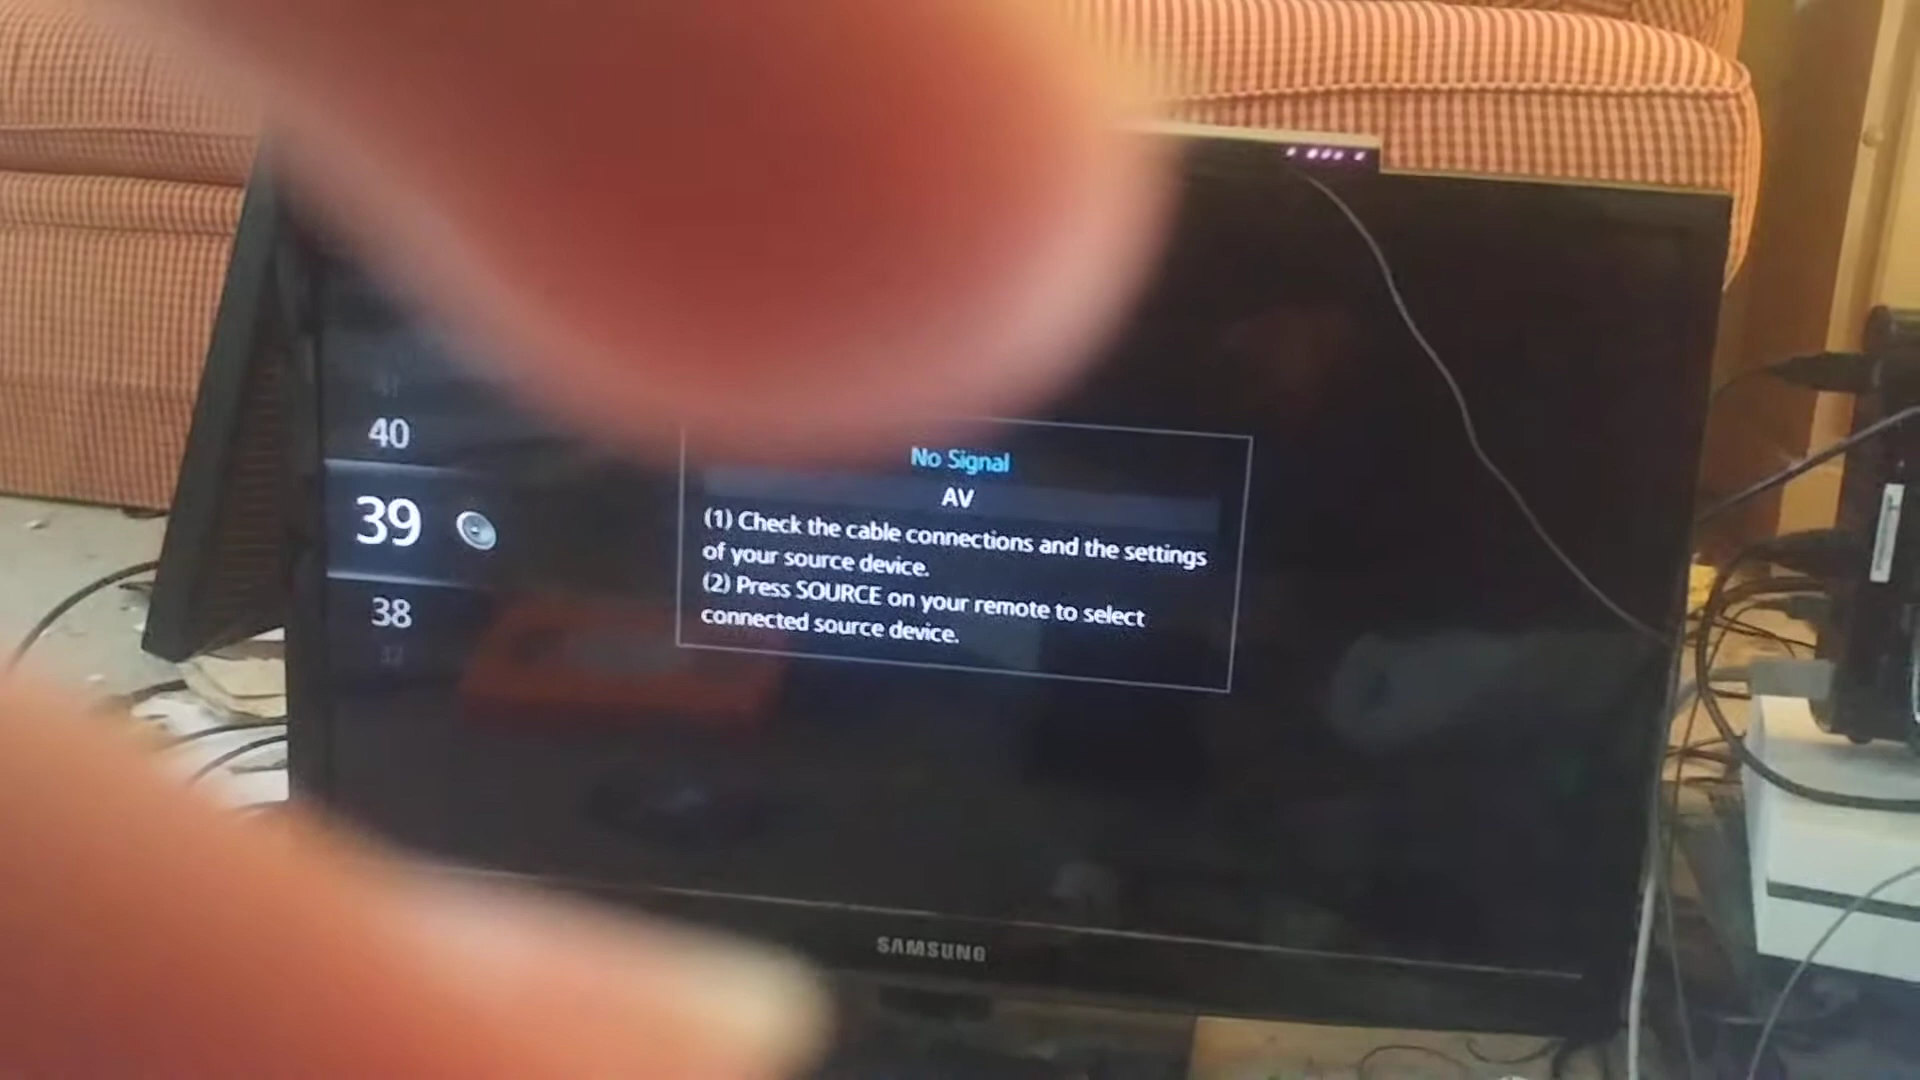 40
39
38
No Signal
AV
(1) Check the cable connections and the settings
of your source device.
(2) Press SOURCE on your remote to select
connected source device.
SAMSUNG